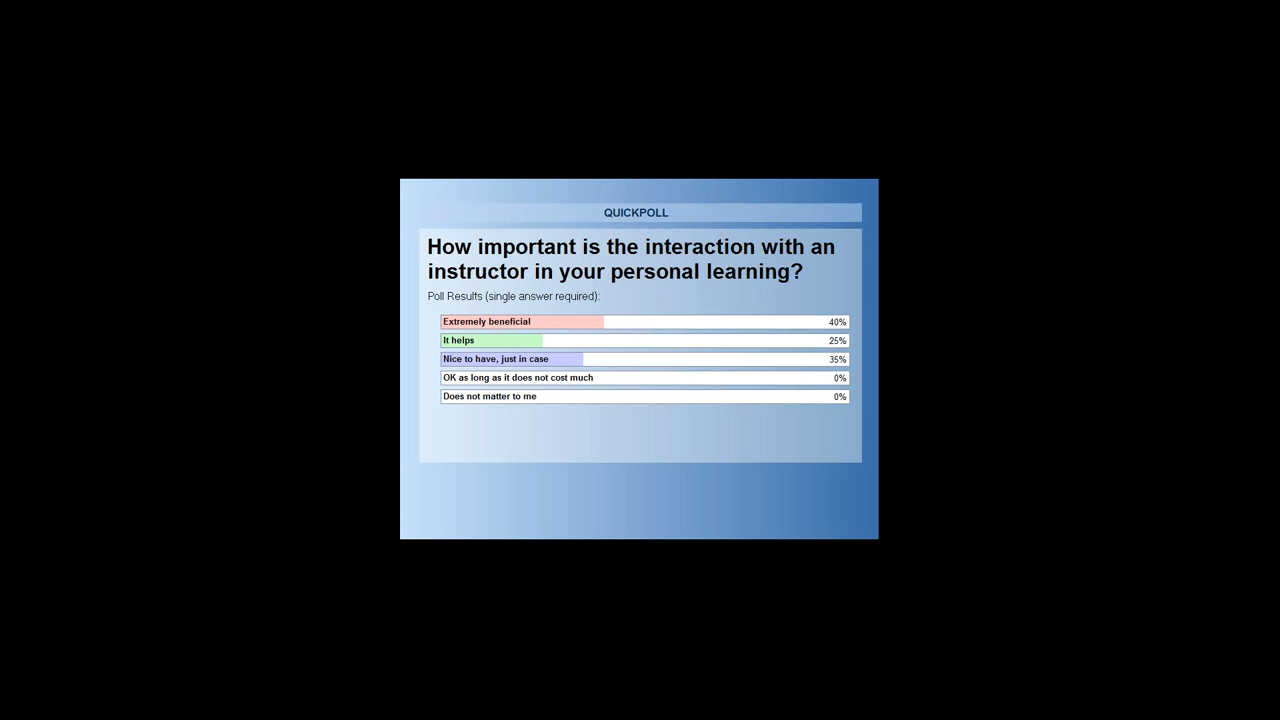 QUICKPOLL
How important is the interaction with an
instructor in your personal learning?
Poll Results (single answer required):
Extremely beneficial 40%
It helps 25%
Nice to have, just in case 35%
OK as long as it does not cost much 0%
Does not matter to me 0%